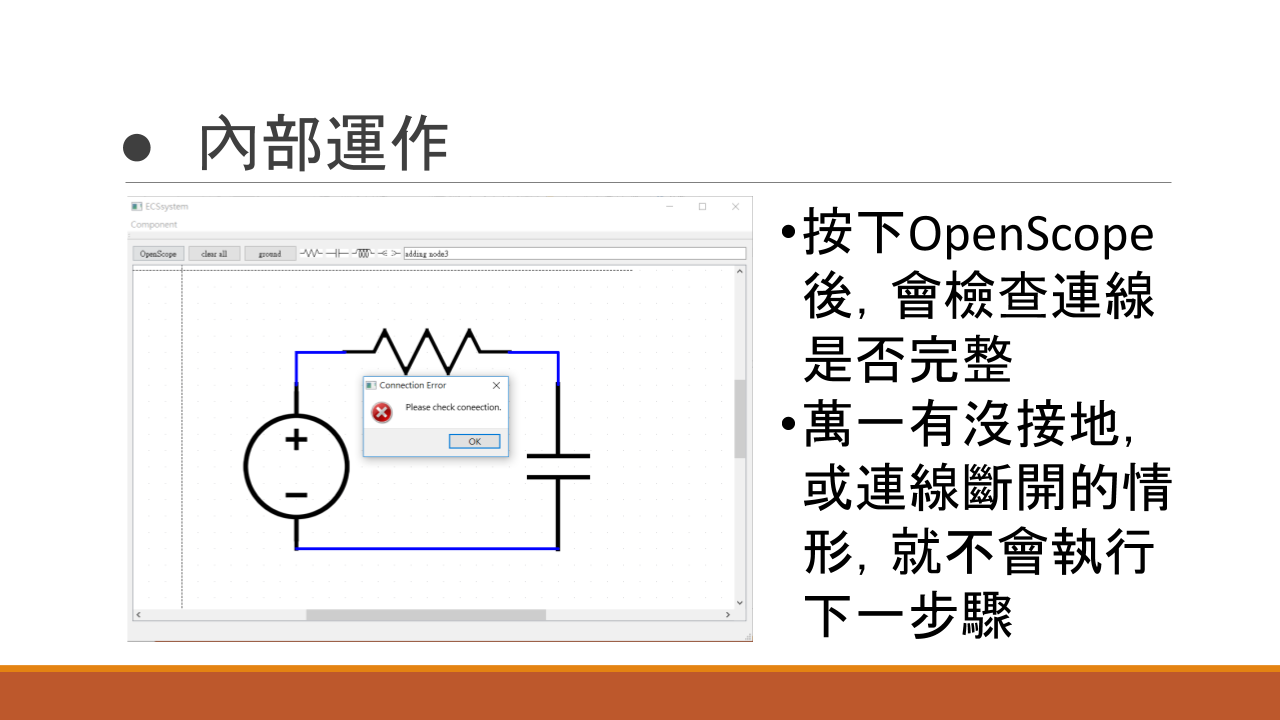 ● 內部運作
ECSsystem
Component
OpenScope clear all ground adding node3
Connection Error
Please check coneection.
OK
•按下OpenScope
後，會檢查連線
是否完整
•萬一有沒接地，
或連線斷開的情
形，就不會執行
下一步驟